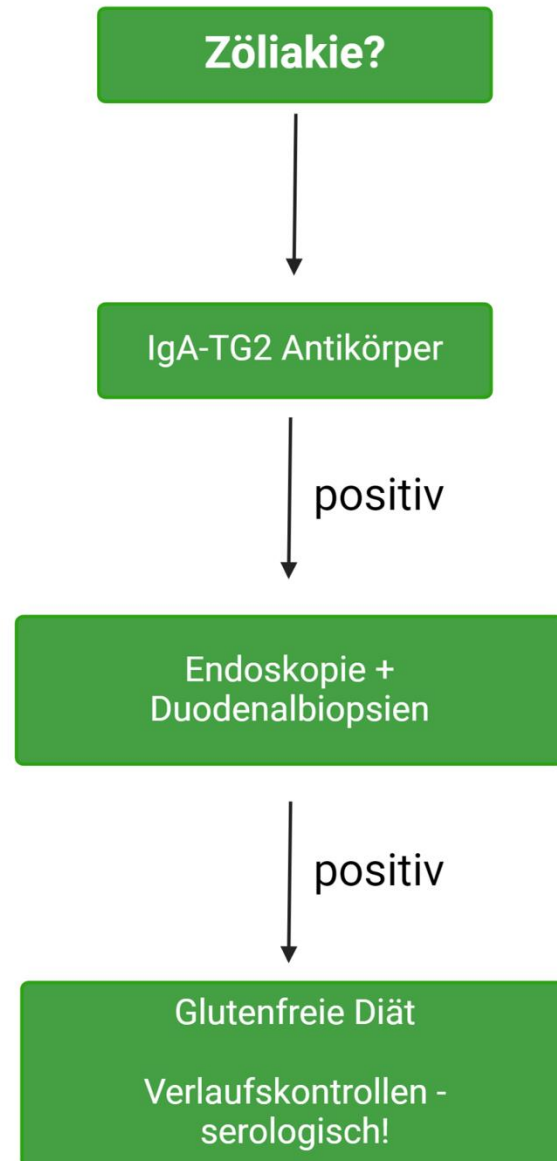 Zöliakie?
IgA-TG2 Antikörper
positiv
Endoskopie +
Duodenalbiopsien
positiv
Glutenfreie Diät
Verlaufskontrollen -
serologisch!